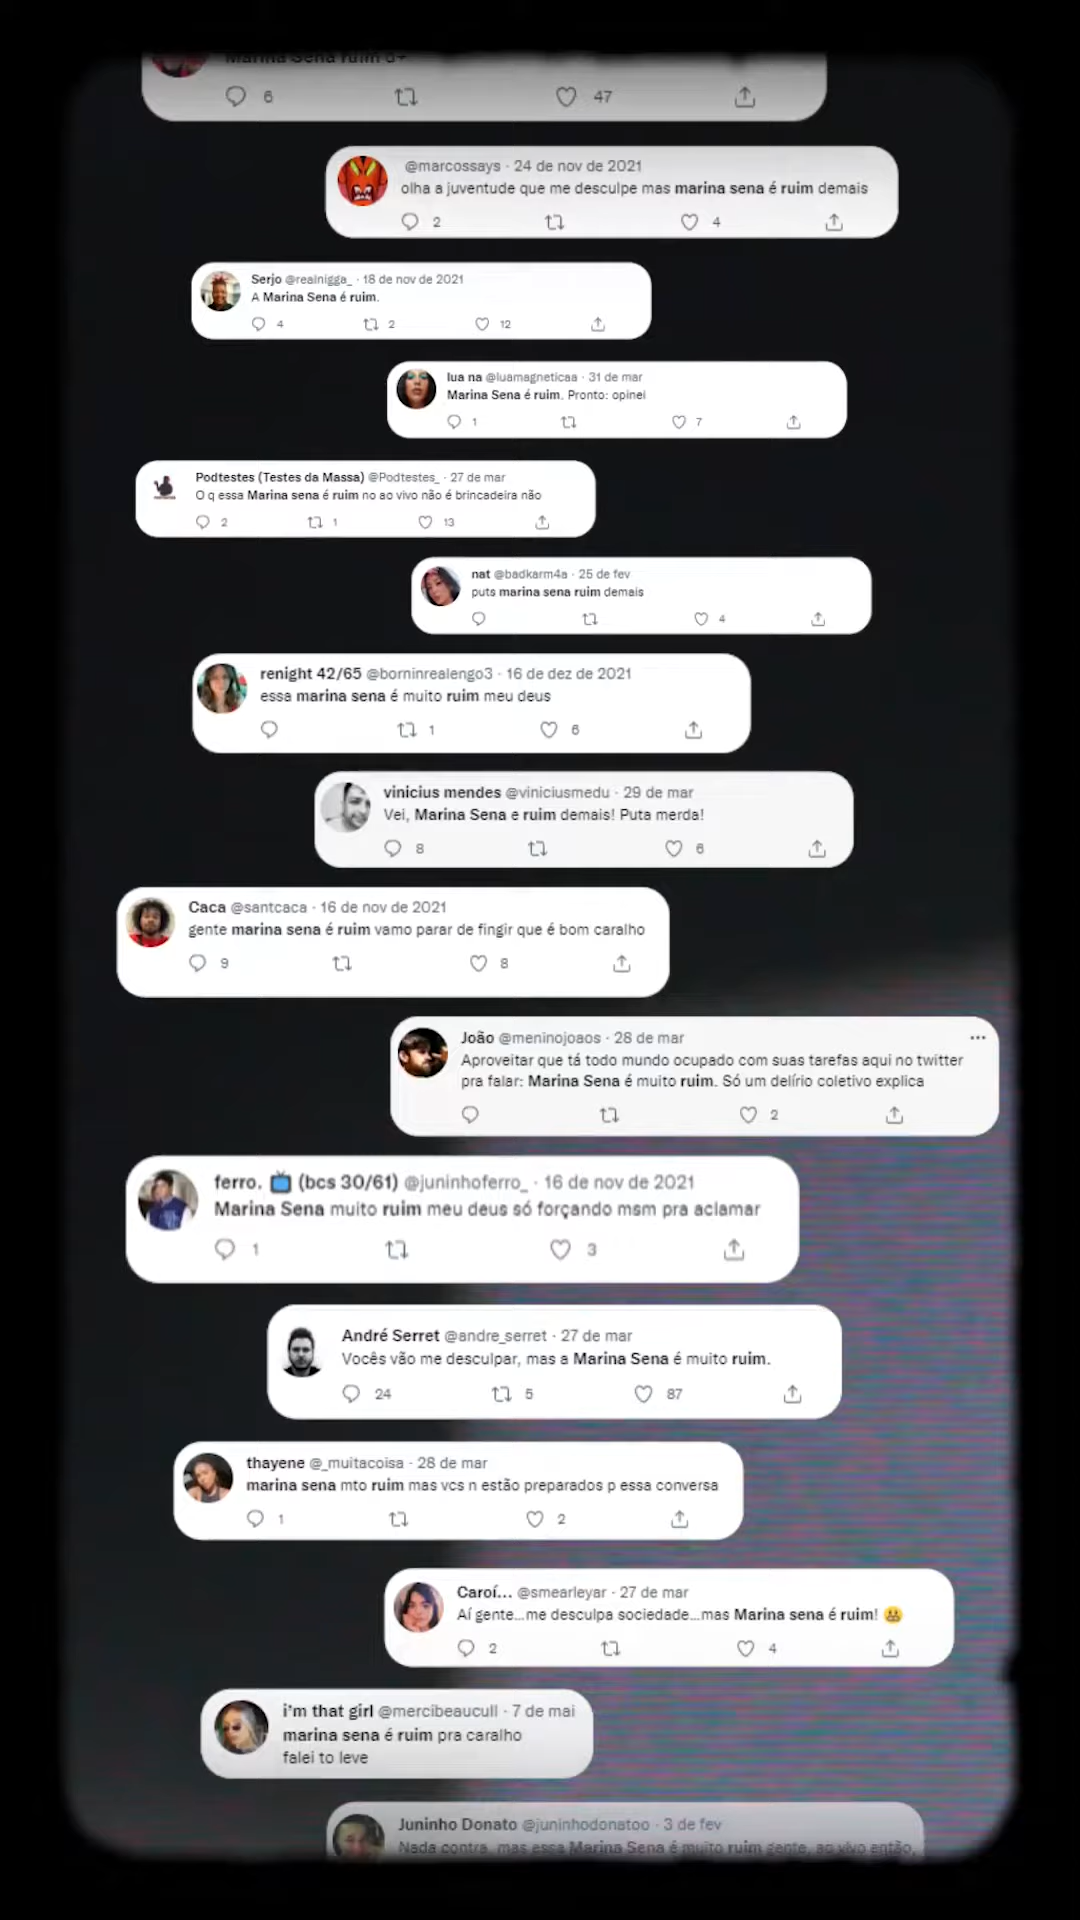 Marina Sena ruim d+
6 47
@marcossays · 24 de nov de 2021
olha a juventude que me desculpe mas marina sena é ruim demais
2 4
Serjo @realnigga_ · 18 de nov de 2021
A Marina Sena é ruim.
4 2 12
lua na @luamagneticaa · 31 de mar
Marina Sena é ruim. Pronto: opinei
1 7
Podtestes (Testes da Massa) @Podtestes_ · 27 de mar
O q essa Marina sena é ruim no ao vivo não é brincadeira não
2 1 13
nat @badkarm4a · 25 de fev
puts marina sena ruim demais
4
renight 42/65 @borninrealengo3 · 16 de dez de 2021
essa marina sena é muito ruim meu deus
1 6
vinicius mendes @viniciusmedu · 29 de mar
Vei, Marina Sena e ruim demais! Puta merda!
8 6
Caca @santcaca · 16 de nov de 2021
gente marina sena é ruim vamo parar de fingir que é bom caralho
9 8
João @meninojoaos · 28 de mar
Aproveitar que tá todo mundo ocupado com suas tarefas aqui no twitter
pra falar: Marina Sena é muito ruim. Só um delírio coletivo explica
2
ferro. 📺 (bcs 30/61) @juninhoferro_ · 16 de nov de 2021
Marina Sena muito ruim meu deus só forçando msm pra aclamar
1 3
André Serret @andre_serret · 27 de mar
Vocês vão me desculpar, mas a Marina Sena é muito ruim.
24 5 87
thayene @_muitacoisa · 28 de mar
marina sena mto ruim mas vcs n estão preparados p essa conversa
1 2
Caroí... @smearleyar · 27 de mar
Aí gente...me desculpa sociedade...mas Marina sena é ruim! 😬
2 4
i'm that girl @mercibeaucull · 7 de mai
marina sena é ruim pra caralho
falei to leve
Juninho Donato @juninhodonatoo · 3 de fev
Nada contra, mas essa Marina Sena é muito ruim gente, ao vivo então,